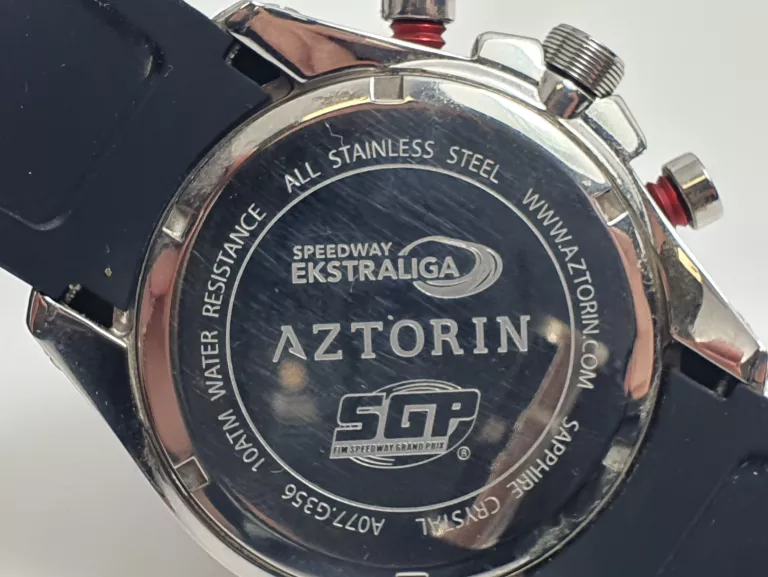 10ATM WATER RESISTANCE
ALL STAINLESS STEEL
WWW.AZTORIN.COM
SAPPHIRE CRYSTAL
A077.G356
SPEEDWAY
EKSTRALIGA
AZTORIN
SGP
FIM SPEEDWAY GRAND PRIX
®